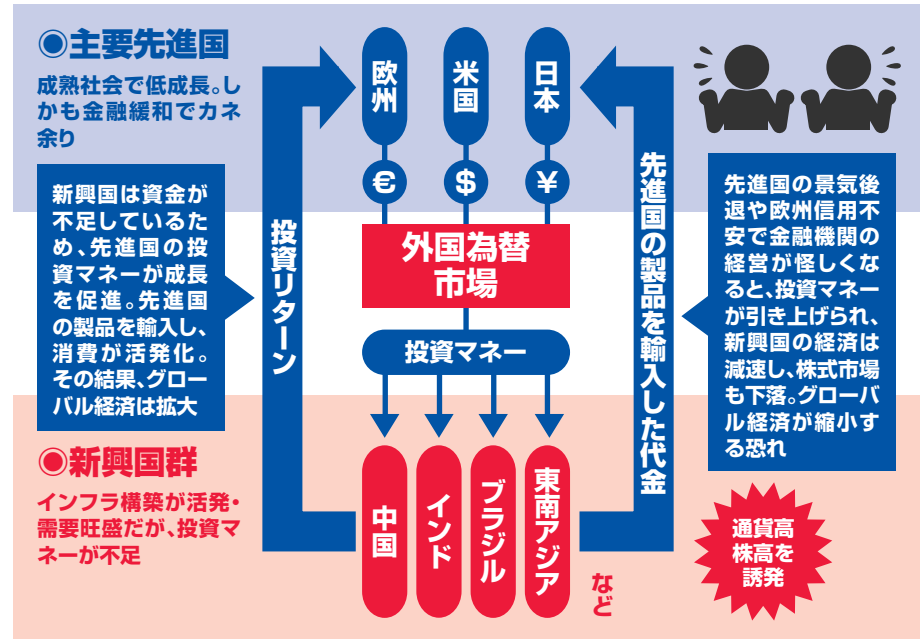 ◉主要先進国
成熟社会で低成長。し
かも金融緩和でカネ
余り
新興国は資金が
不足しているた
め、先進国の投
資マネーが成長
を促進。先進国
の製品を輸入し、
消費が活発化。
その結果、グロー
バル経済は拡大
投資リターン
欧州
米国
日本
€
$
¥
外国為替
市場
投資マネー
先進国の製品を輸入した代金
先進国の景気後
退や欧州信用不
安で金融機関の
経営が怪しくな
ると、投資マネー
が引き上げられ、
新興国の経済は
減速し、株式市場
も下落。グローバ
ル経済が縮小す
る恐れ
◉新興国群
インフラ構築が活発・
需要旺盛だが、投資マ
ネーが不足
中国
インド
ブラジル
東南アジア
など
通貨高
株高を
誘発